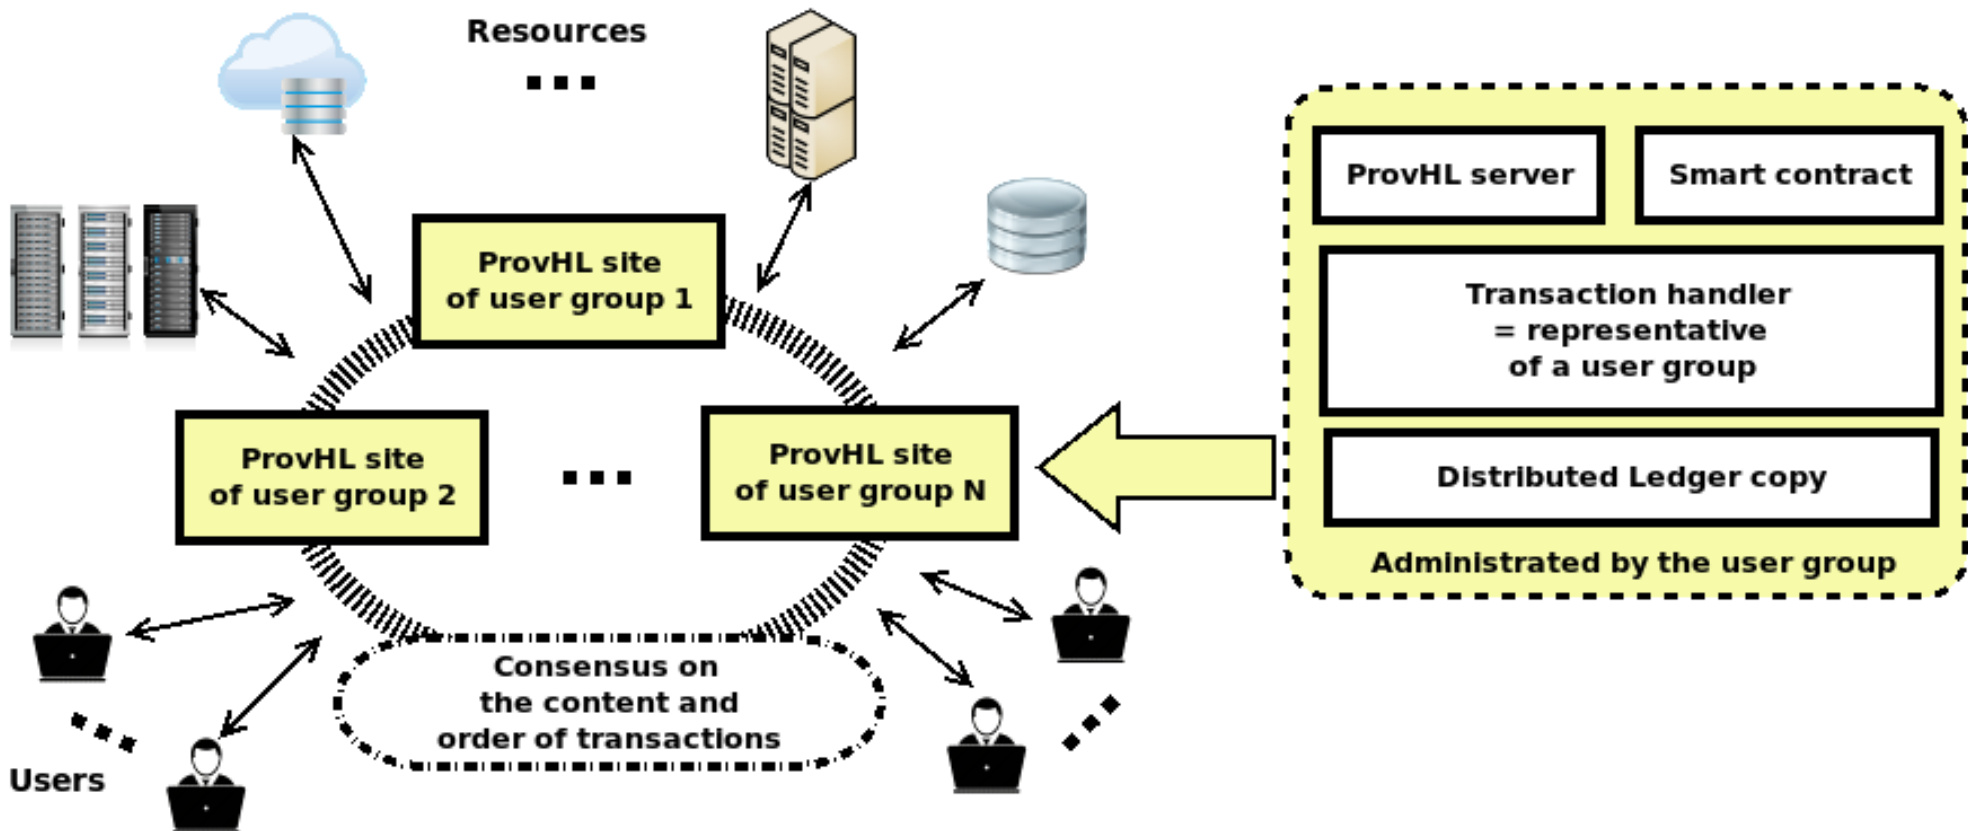 Resources
ProvHL site
of user group 1
ProvHL site
of user group 2
ProvHL site
of user group N
Consensus on
the content and
order of transactions
Users
ProvHL server
Smart contract
Transaction handler
= representative
of a user group
Distributed Ledger copy
Administrated by the user group